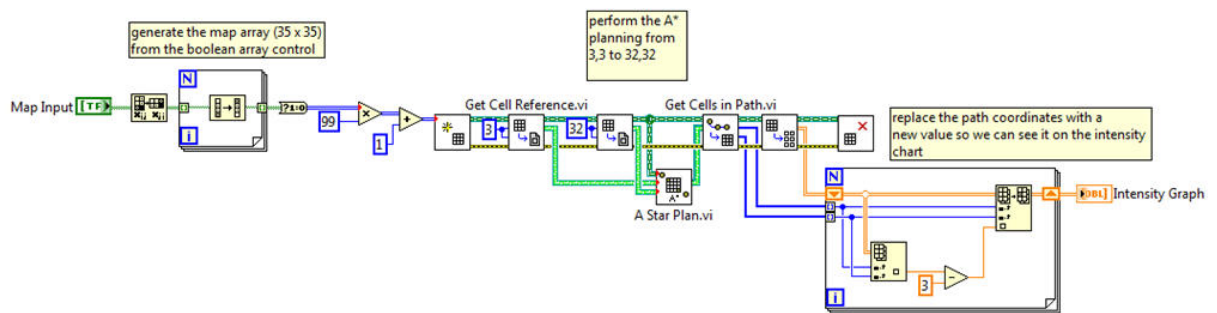 generate the map array (35 x 35)
from the boolean array control
perform the A*
planning from
3,3 to 32,32
Map Input
TF
N
i
?1:0
99
x
1
+
Get Cell Reference.vi
3
32
Get Cells in Path.vi
A*
A Star Plan.vi
replace the path coordinates with a
new value so we can see it on the intensity
chart
N
i
3
-
DBL
Intensity Graph